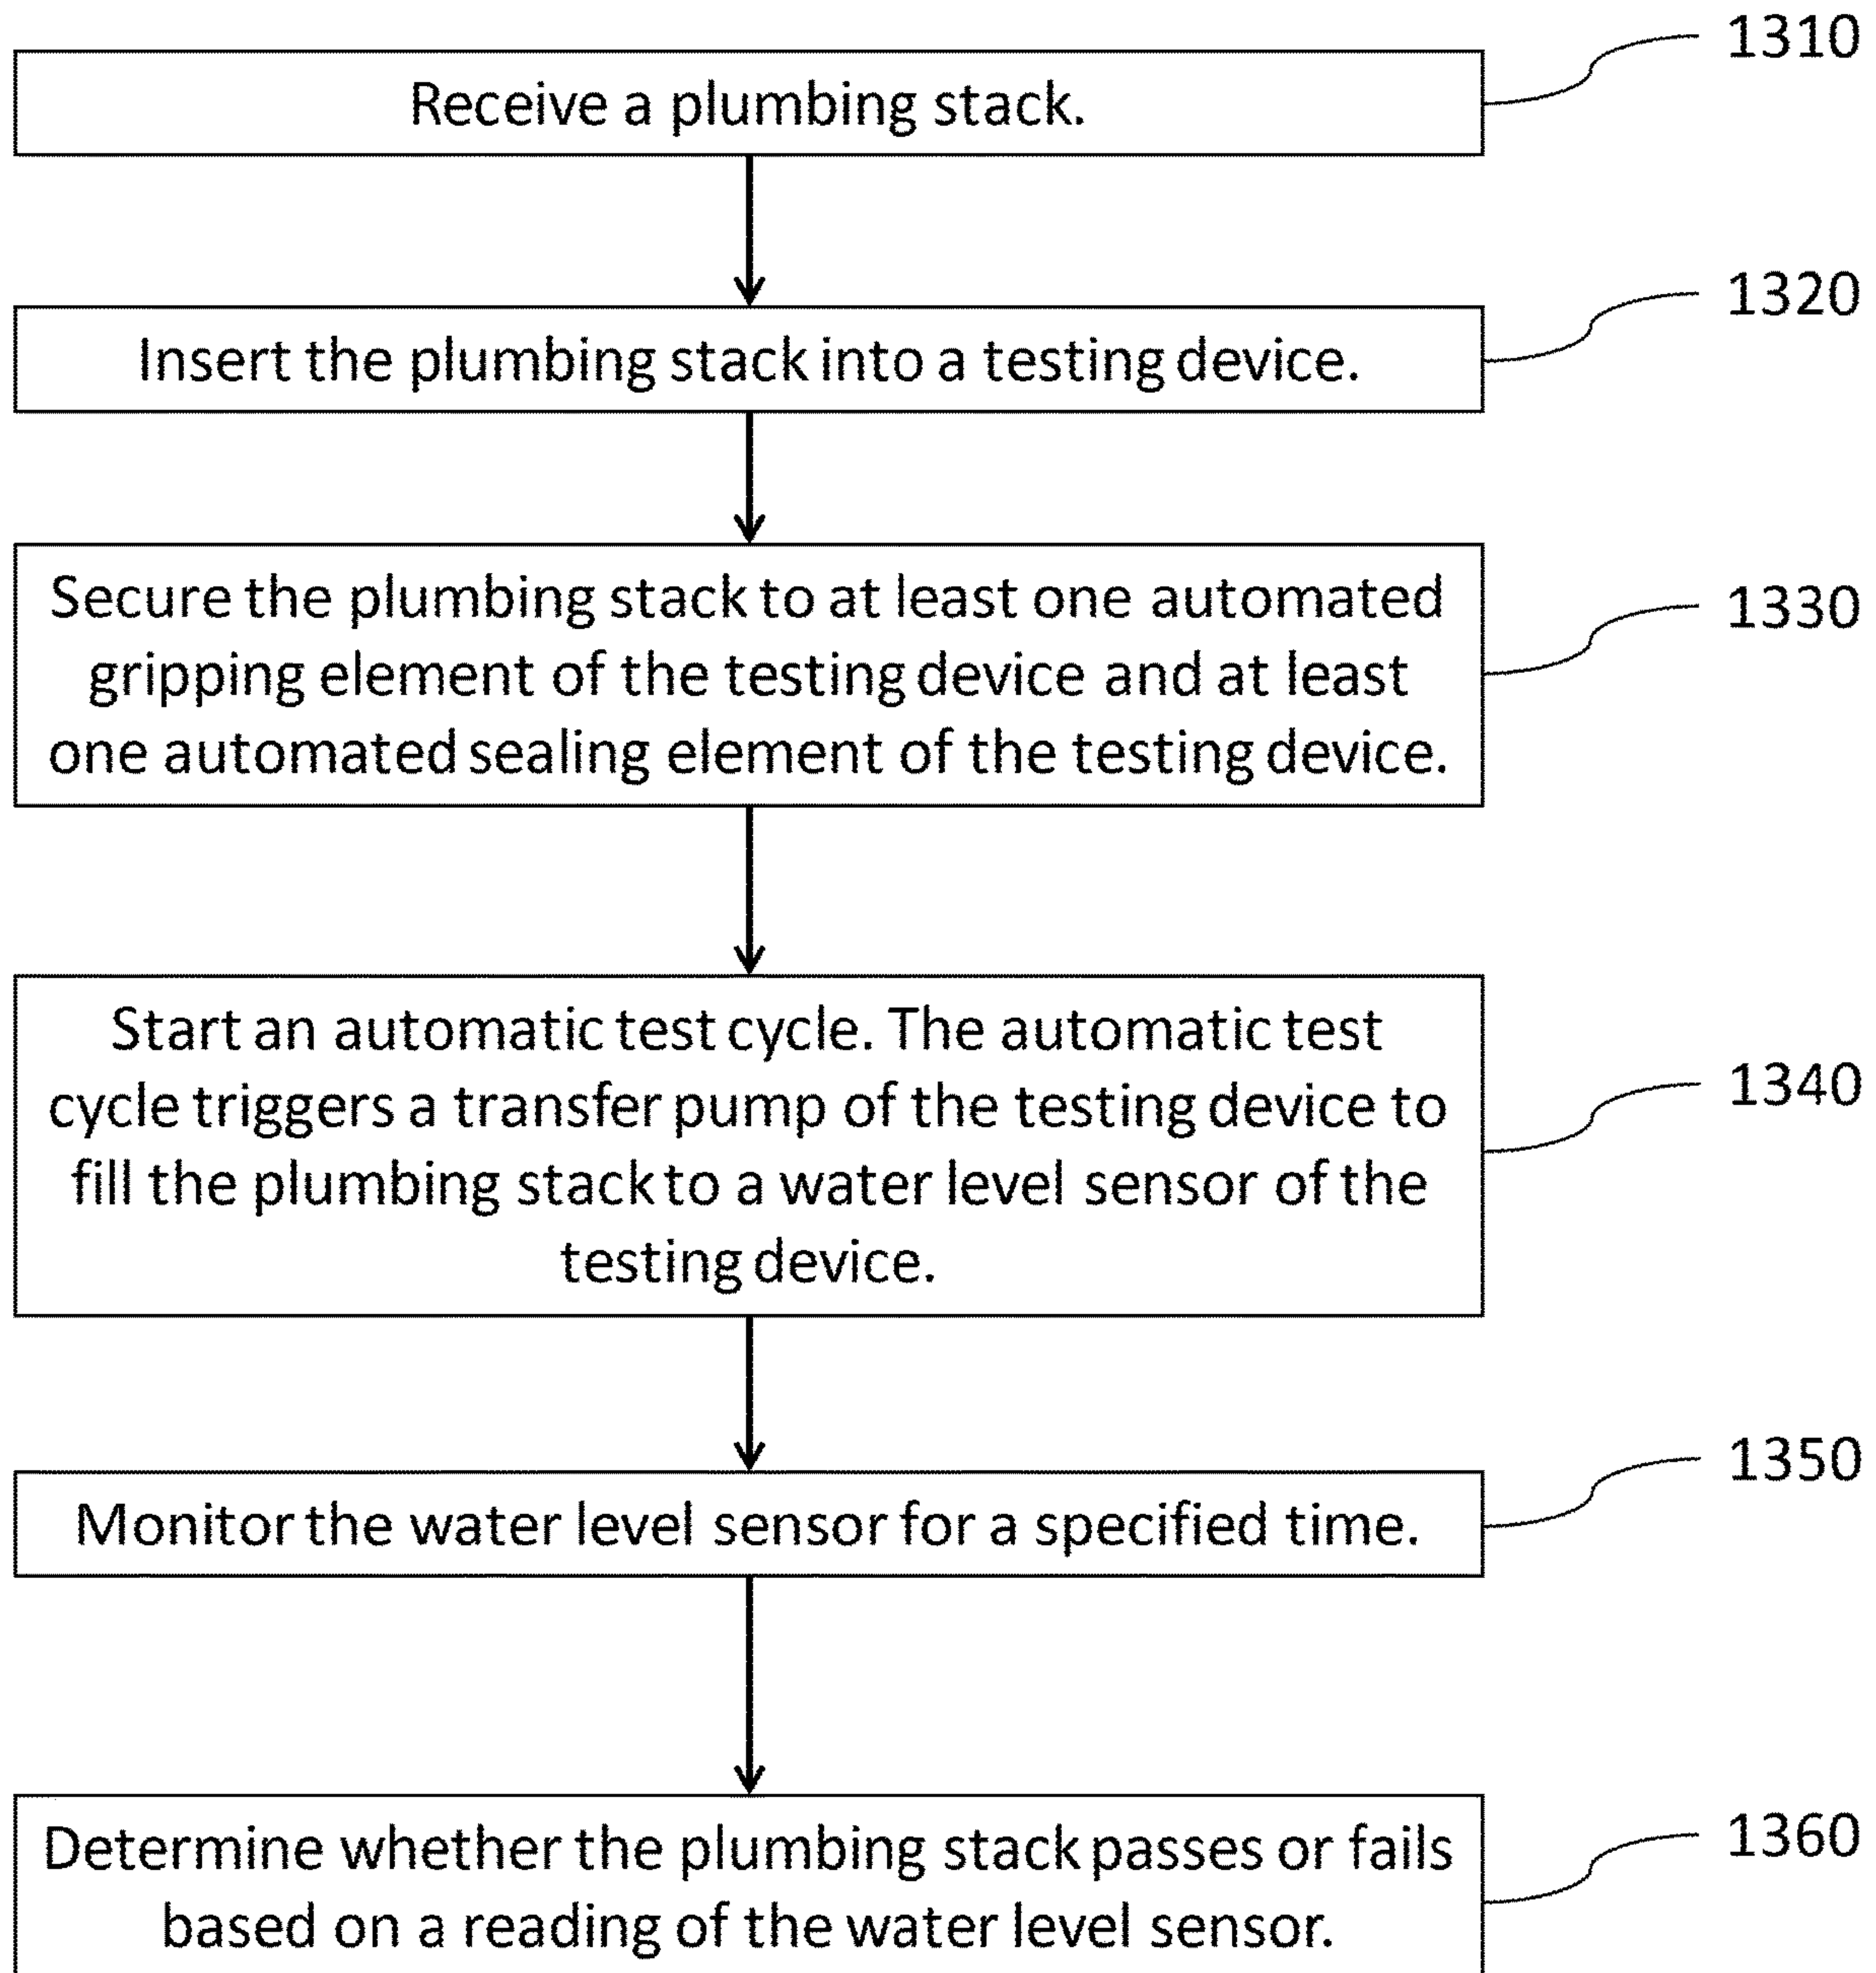 1310
Receive a plumbing stack.
1320
Insert the plumbing stack into a testing device.
1330
Secure the plumbing stack to at least one automated
gripping element of the testing device and at least
one automated sealing element of the testing device.
1340
Start an automatic test cycle. The automatic test
cycle triggers a transfer pump of the testing device to
fill the plumbing stack to a water level sensor of the
testing device.
1350
Monitor the water level sensor for a specified time.
1360
Determine whether the plumbing stack passes or fails
based on a reading of the water level sensor.